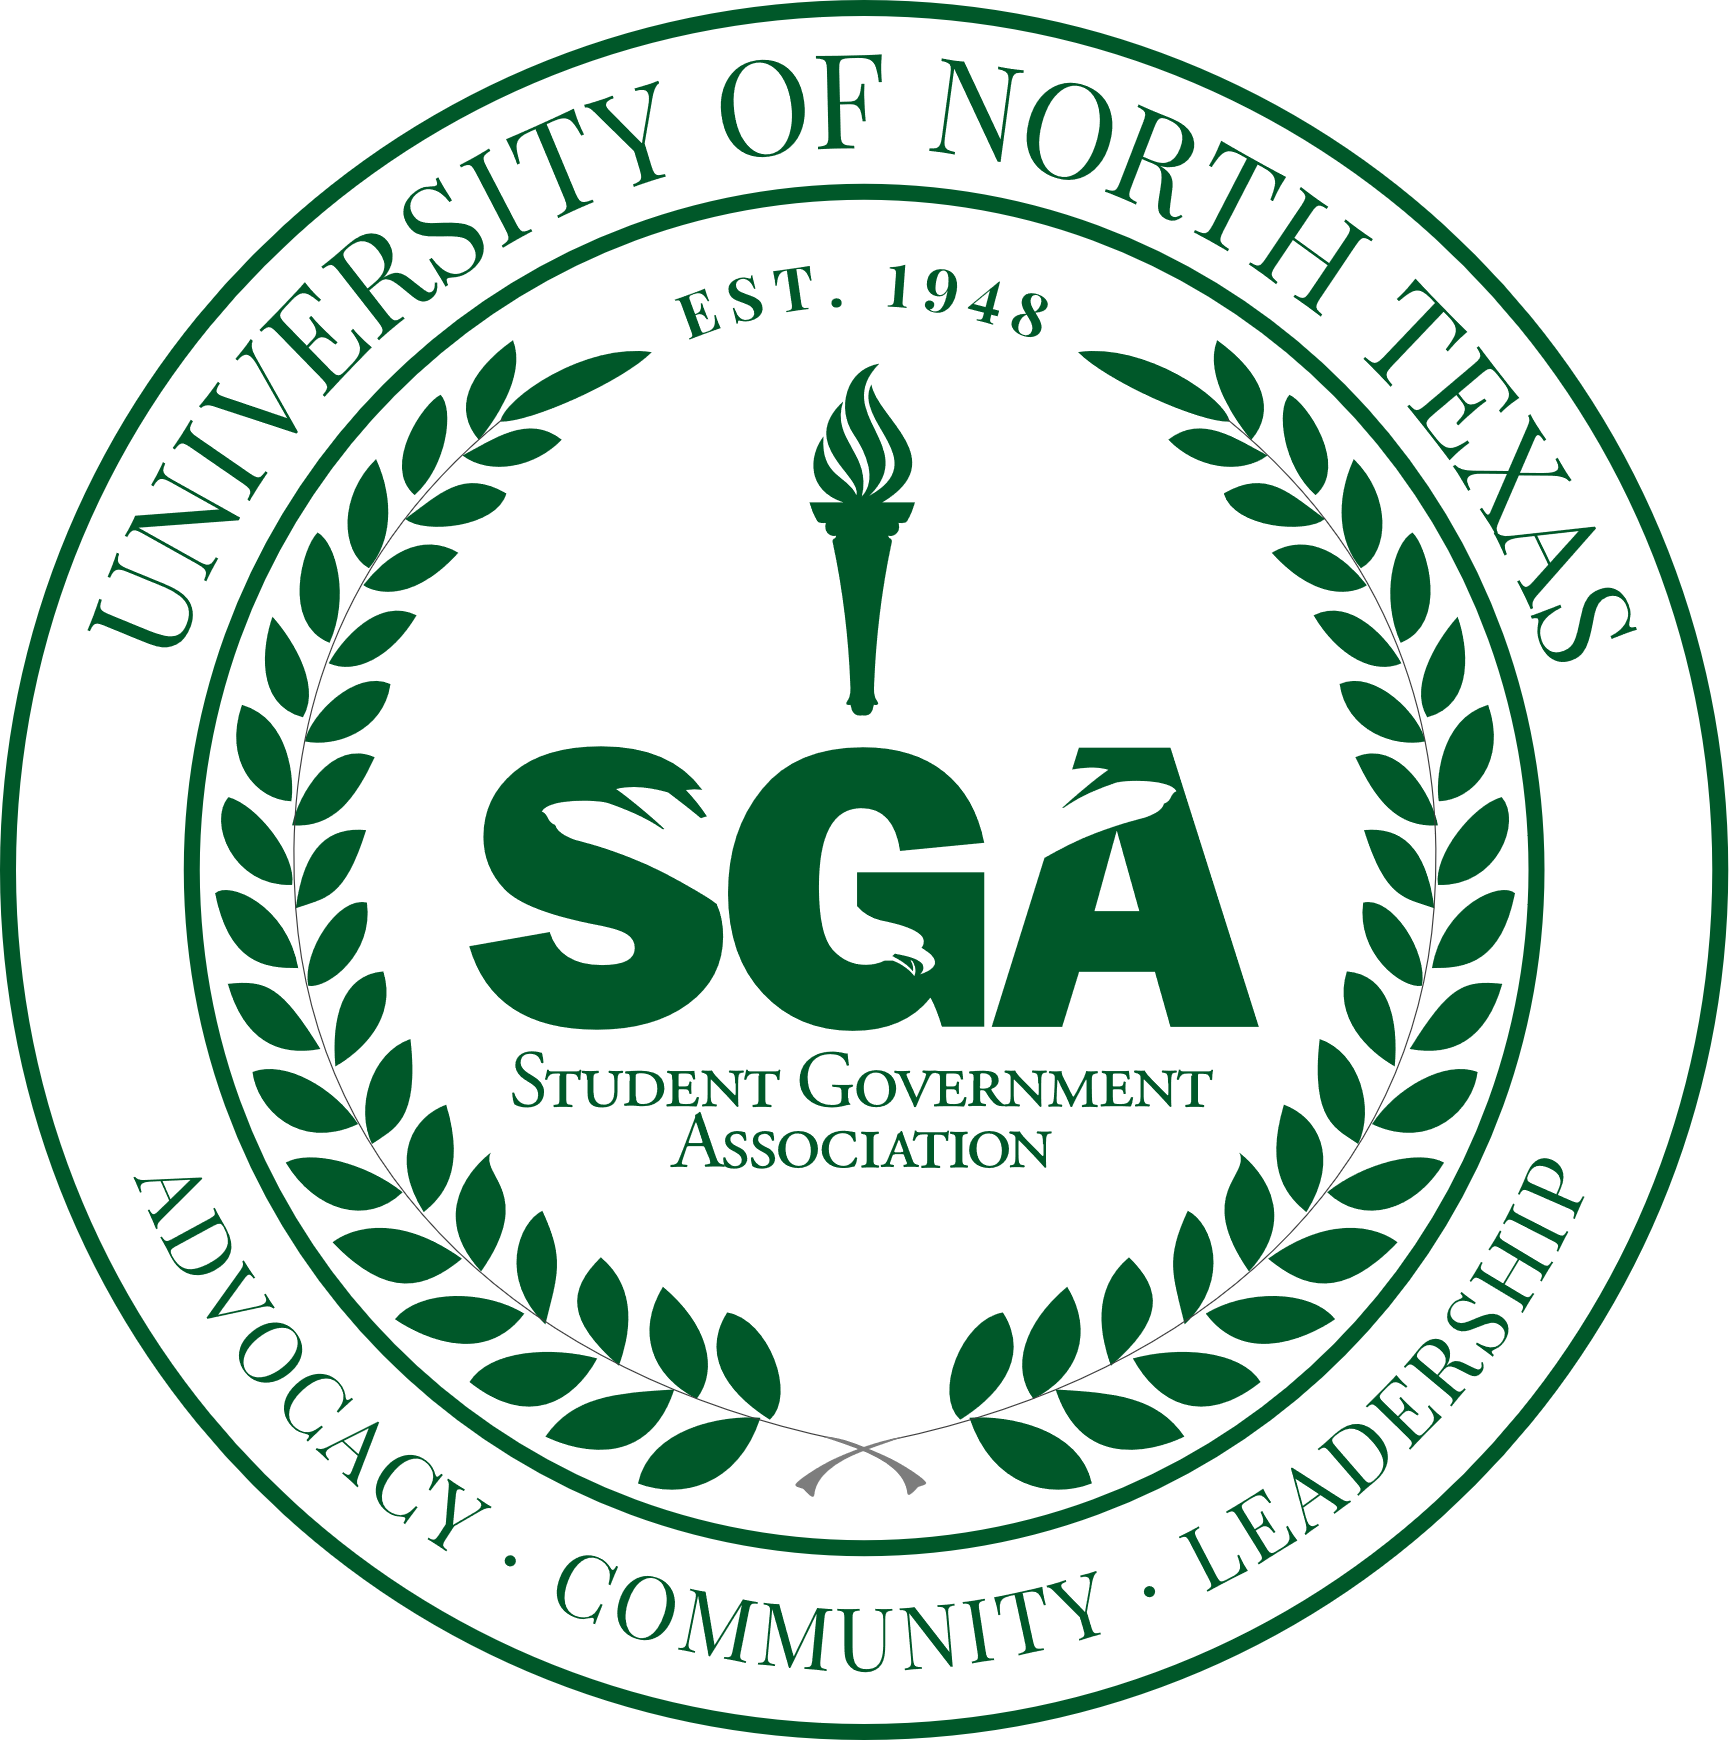 UNIVERSITY OF NORTH TEXAS
EST. 1948
SGA
STUDENT GOVERNMENT
ASSOCIATION
ADVOCACY · COMMUNITY · LEADERSHIP